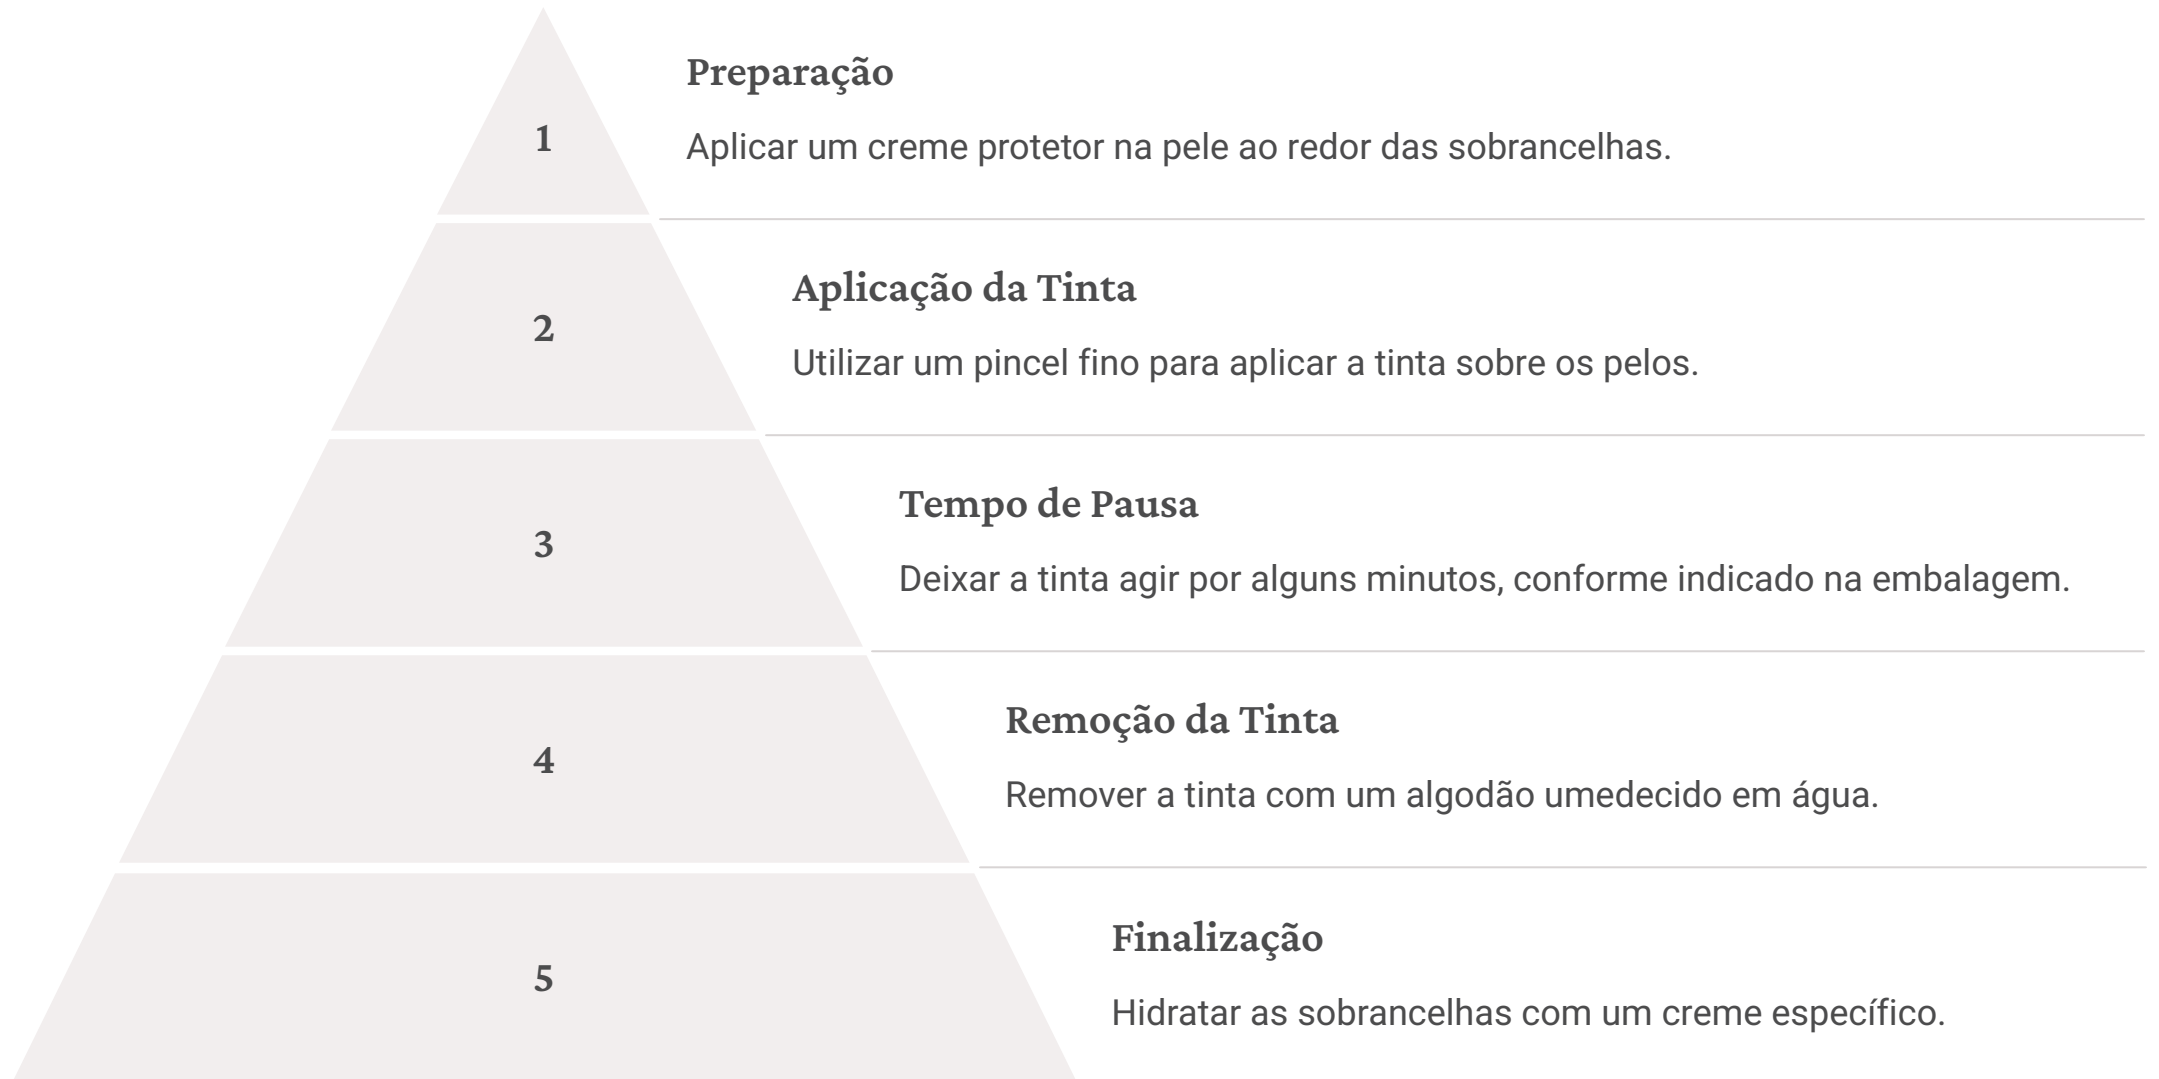 1
Preparação
Aplicar um creme protetor na pele ao redor das sobrancelhas.
2
Aplicação da Tinta
Utilizar um pincel fino para aplicar a tinta sobre os pelos.
3
Tempo de Pausa
Deixar a tinta agir por alguns minutos, conforme indicado na embalagem.
4
Remoção da Tinta
Remover a tinta com um algodão umedecido em água.
5
Finalização
Hidratar as sobrancelhas com um creme específico.